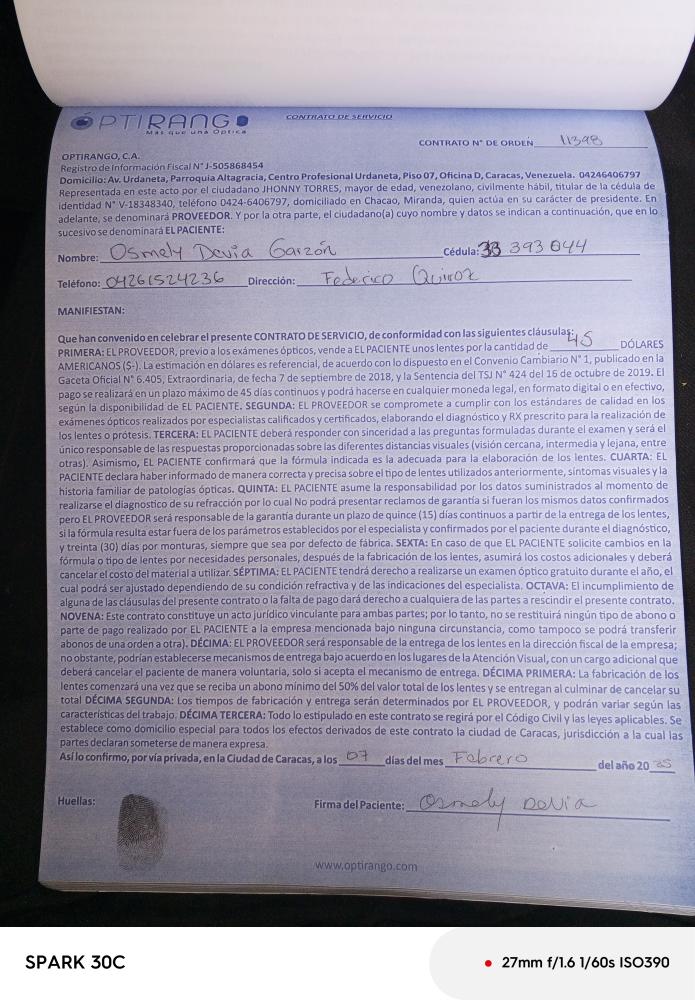 OPTIRANGO
Más que una Óptica
CONTRATO DE SERVICIO
CONTRATO N° DE ORDEN 11398
OPTIRANGO, C.A.
Registro de Información Fiscal N° J-505868454
Domicilio: Av. Urdaneta, Parroquia Altagracia, Centro Profesional Urdaneta, Piso 07, Oficina D, Caracas, Venezuela. 04246406797
Representada en este acto por el ciudadano JHONNY TORRES, mayor de edad, venezolano, civilmente hábil, titular de la cédula de
identidad N° V-18348340, teléfono 0424-6406797, domiciliado en Chacao, Miranda, quien actúa en su carácter de presidente. En
adelante, se denominará PROVEEDOR. Y por la otra parte, el ciudadano(a) cuyo nombre y datos se indican a continuación, que en lo
sucesivo se denominará EL PACIENTE:
Nombre: Osmely Devia Garzón Cédula: 33 393 044
Teléfono: 04261524236 Dirección: Federico Quiroz
MANIFIESTAN:
Que han convenido en celebrar el presente CONTRATO DE SERVICIO, de conformidad con las siguientes cláusulas:
PRIMERA: EL PROVEEDOR, previo a los exámenes ópticos, vende a EL PACIENTE unos lentes por la cantidad de 45 DÓLARES
AMERICANOS ($-). La estimación en dólares es referencial, de acuerdo con lo dispuesto en el Convenio Cambiario N° 1, publicado en la
Gaceta Oficial N° 6.405, Extraordinaria, de fecha 7 de septiembre de 2018, y la Sentencia del TSJ N° 424 del 16 de octubre de 2019. El
pago se realizará en un plazo máximo de 45 días continuos y podrá hacerse en cualquier moneda legal, en formato digital o en efectivo,
según la disponibilidad de EL PACIENTE. SEGUNDA: EL PROVEEDOR se compromete a cumplir con los estándares de calidad en los
exámenes ópticos realizados por especialistas calificados y certificados, elaborando el diagnóstico y RX prescrito para la realización de
los lentes o prótesis. TERCERA: EL PACIENTE deberá responder con sinceridad a las preguntas formuladas durante el examen y será el
único responsable de las respuestas proporcionadas sobre las diferentes distancias visuales (visión cercana, intermedia y lejana, entre
otras). Asimismo, EL PACIENTE confirmará que la fórmula indicada es la adecuada para la elaboración de los lentes. CUARTA: EL
PACIENTE declara haber informado de manera correcta y precisa sobre el tipo de lentes utilizados anteriormente, síntomas visuales y la
historia familiar de patologías ópticas. QUINTA: EL PACIENTE asume la responsabilidad por los datos suministrados al momento de
realizarse el diagnostico de su refracción por lo cual No podrá presentar reclamos de garantía si fueran los mismos datos confirmados
pero EL PROVEEDOR será responsable de la garantía durante un plazo de quince (15) días continuos a partir de la entrega de los lentes,
si la fórmula resulta estar fuera de los parámetros establecidos por el especialista y confirmados por el paciente durante el diagnóstico,
y treinta (30) días por monturas, siempre que sea por defecto de fábrica. SEXTA: En caso de que EL PACIENTE solicite cambios en la
fórmula o tipo de lentes por necesidades personales, después de la fabricación de los lentes, asumirá los costos adicionales y deberá
cancelar el costo del material a utilizar. SÉPTIMA: EL PACIENTE tendrá derecho a realizarse un examen óptico gratuito durante el año, el
cual podrá ser ajustado dependiendo de su condición refractiva y de las indicaciones del especialista. OCTAVA: El incumplimiento de
alguna de las cláusulas del presente contrato o la falta de pago dará derecho a cualquiera de las partes a rescindir el presente contrato.
NOVENA: Este contrato constituye un acto jurídico vinculante para ambas partes; por lo tanto, no se restituirá ningún tipo de abono o
parte de pago realizado por EL PACIENTE a la empresa mencionada bajo ninguna circunstancia, como tampoco se podrá transferir
abonos de una orden a otra). DÉCIMA: EL PROVEEDOR será responsable de la entrega de los lentes en la dirección fiscal de la empresa;
no obstante, podrían establecerse mecanismos de entrega bajo acuerdo en los lugares de la Atención Visual, con un cargo adicional que
deberá cancelar el paciente de manera voluntaria, solo si acepta el mecanismo de entrega. DÉCIMA PRIMERA: La fabricación de los
lentes comenzará una vez que se reciba un abono mínimo del 50% del valor total de los lentes y se entregan al culminar de cancelar su
total DÉCIMA SEGUNDA: Los tiempos de fabricación y entrega serán determinados por EL PROVEEDOR, y podrán variar según las
características del trabajo. DÉCIMA TERCERA: Todo lo estipulado en este contrato se regirá por el Código Civil y las leyes aplicables. Se
establece como domicilio especial para todos los efectos derivados de este contrato la ciudad de Caracas, jurisdicción a la cual las
partes declaran someterse de manera expresa.
Así lo confirmo, por vía privada, en la Ciudad de Caracas, a los 07 días del mes Febrero del año 20 25
Huellas: Firma del Paciente: Osmely Devia
www.optirango.com
SPARK 30C 27mm f/1.6 1/60s ISO390